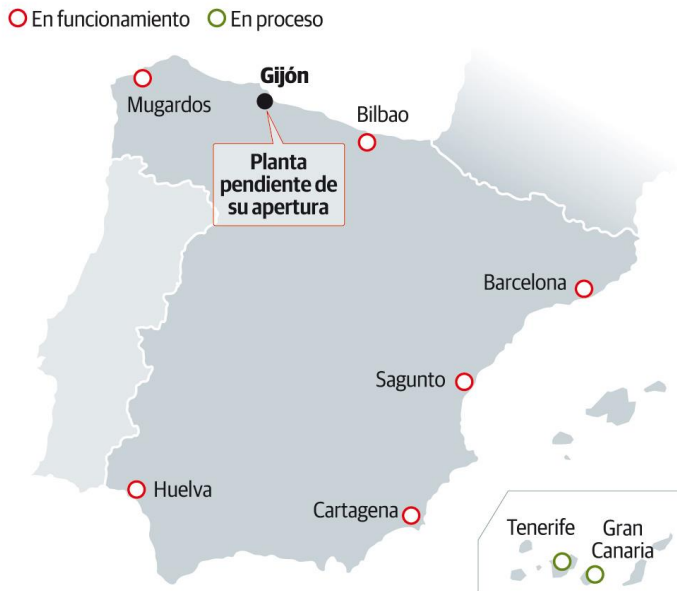 En funcionamiento
En proceso
Gijón
Mugardos
Bilbao
Planta
pendiente de
su apertura
Barcelona
Sagunto
Huelva
Cartagena
Tenerife
Gran
Canaria